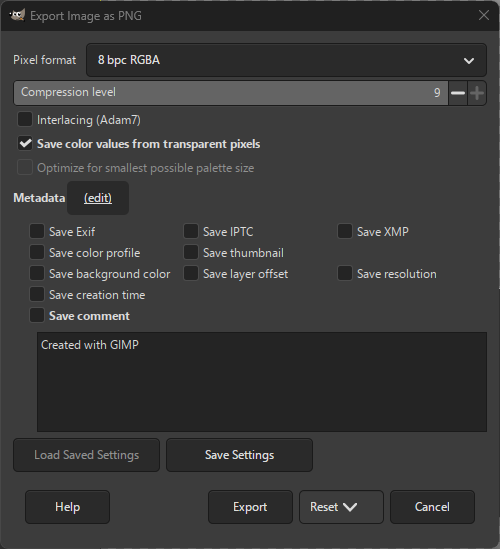 Export Image as PNG
Pixel format 8 bpc RGBA
Compression level 9
Interlacing (Adam7)
Save color values from transparent pixels
Optimize for smallest possible palette size
Metadata (edit)
Save Exif Save IPTC Save XMP
Save color profile Save thumbnail
Save background color Save layer offset Save resolution
Save creation time
Save comment
Created with GIMP
Load Saved Settings Save Settings
Help Export Reset Cancel